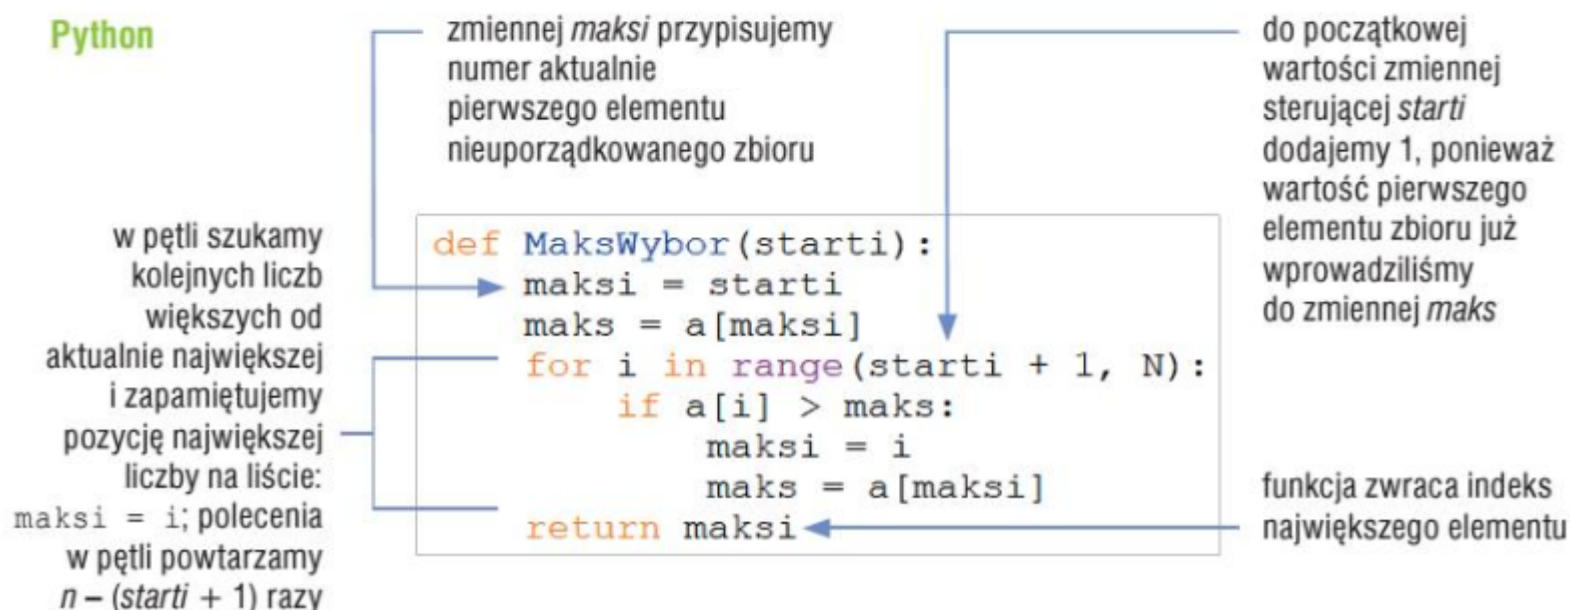 Python
zmiennej maksi przypisujemy
numer aktualnie
pierwszego elementu
nieuporządkowanego zbioru
do początkowej
wartości zmiennej
sterującej starti
dodajemy 1, ponieważ
wartość pierwszego
elementu zbioru już
wprowadziliśmy
do zmiennej maks
w pętli szukamy
kolejnych liczb
większych od
aktualnie największej
i zapamiętujemy
pozycję największej
liczby na liście:
maksi = i; polecenia
w pętli powtarzamy
n – (starti + 1) razy
def MaksWybor(starti):
    maksi = starti
    maks = a[maksi]
    for i in range(starti + 1, N):
        if a[i] > maks:
            maksi = i
            maks = a[maksi]
    return maksi
funkcja zwraca indeks
największego elementu